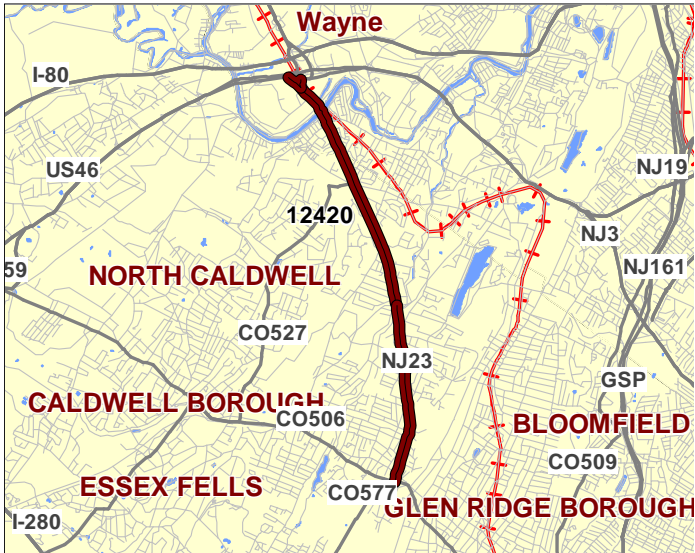 Wayne
I-80
US46
NJ19
12420
NJ3
59
NORTH CALDWELL
NJ161
CO527
NJ23
GSP
CALDWELL BOROUGH
CO506
BLOOMFIELD
CO509
ESSEX FELLS
CO577
GLEN RIDGE BOROUGH
I-280